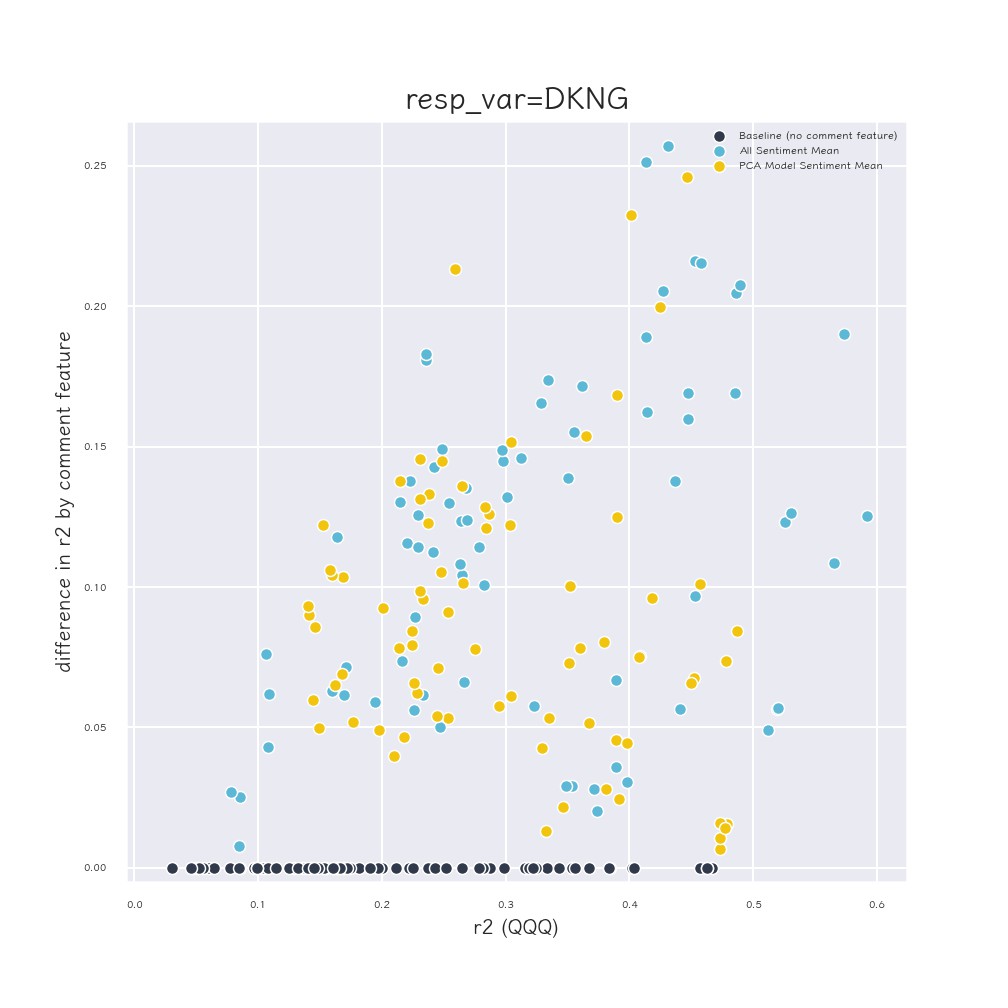 resp_var=DKNG
Baseline (no comment feature)
All Sentiment Mean
PCA Model Sentiment Mean
difference in r2 by comment feature
0.25
0.20
0.15
0.10
0.05
0.00
0.0 0.1 0.2 0.3 0.4 0.5 0.6
r2 (QQQ)